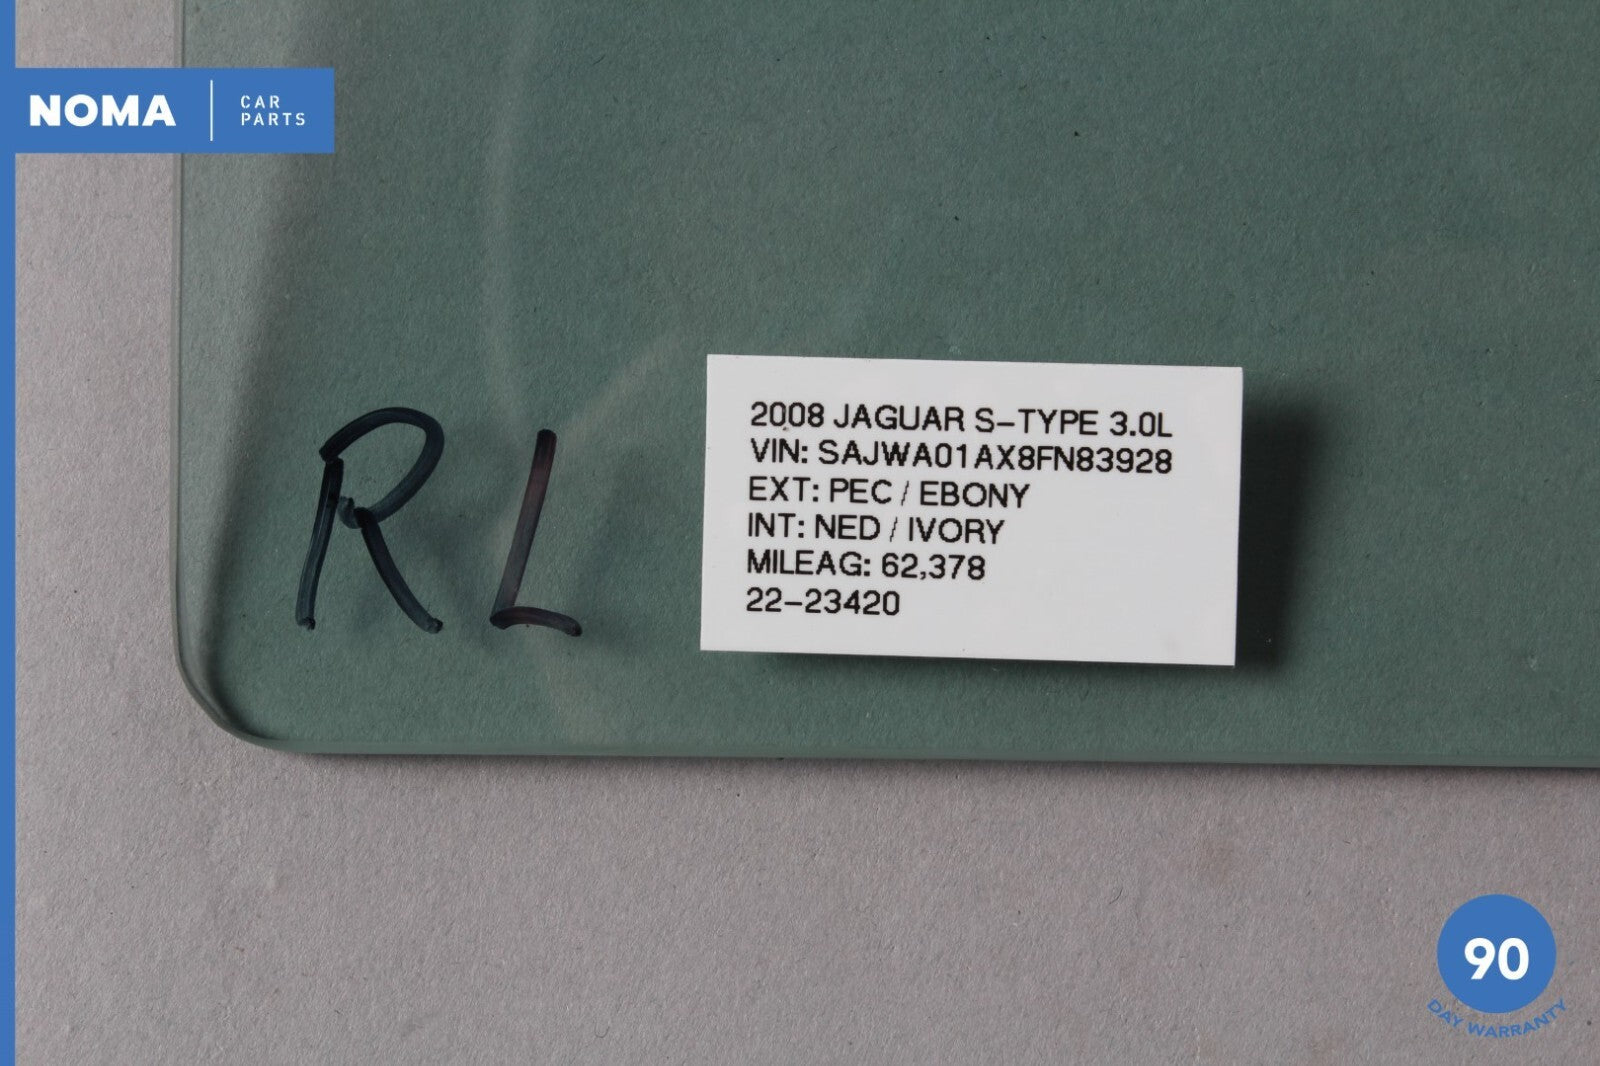 NOMA
CAR
PARTS
RL
2008 JAGUAR S-TYPE 3.0L
VIN: SAJWA01AX8FN83928
EXT: PEC / EBONY
INT: NED / IVORY
MILEAG: 62,378
22-23420
90
DAY WARRANTY